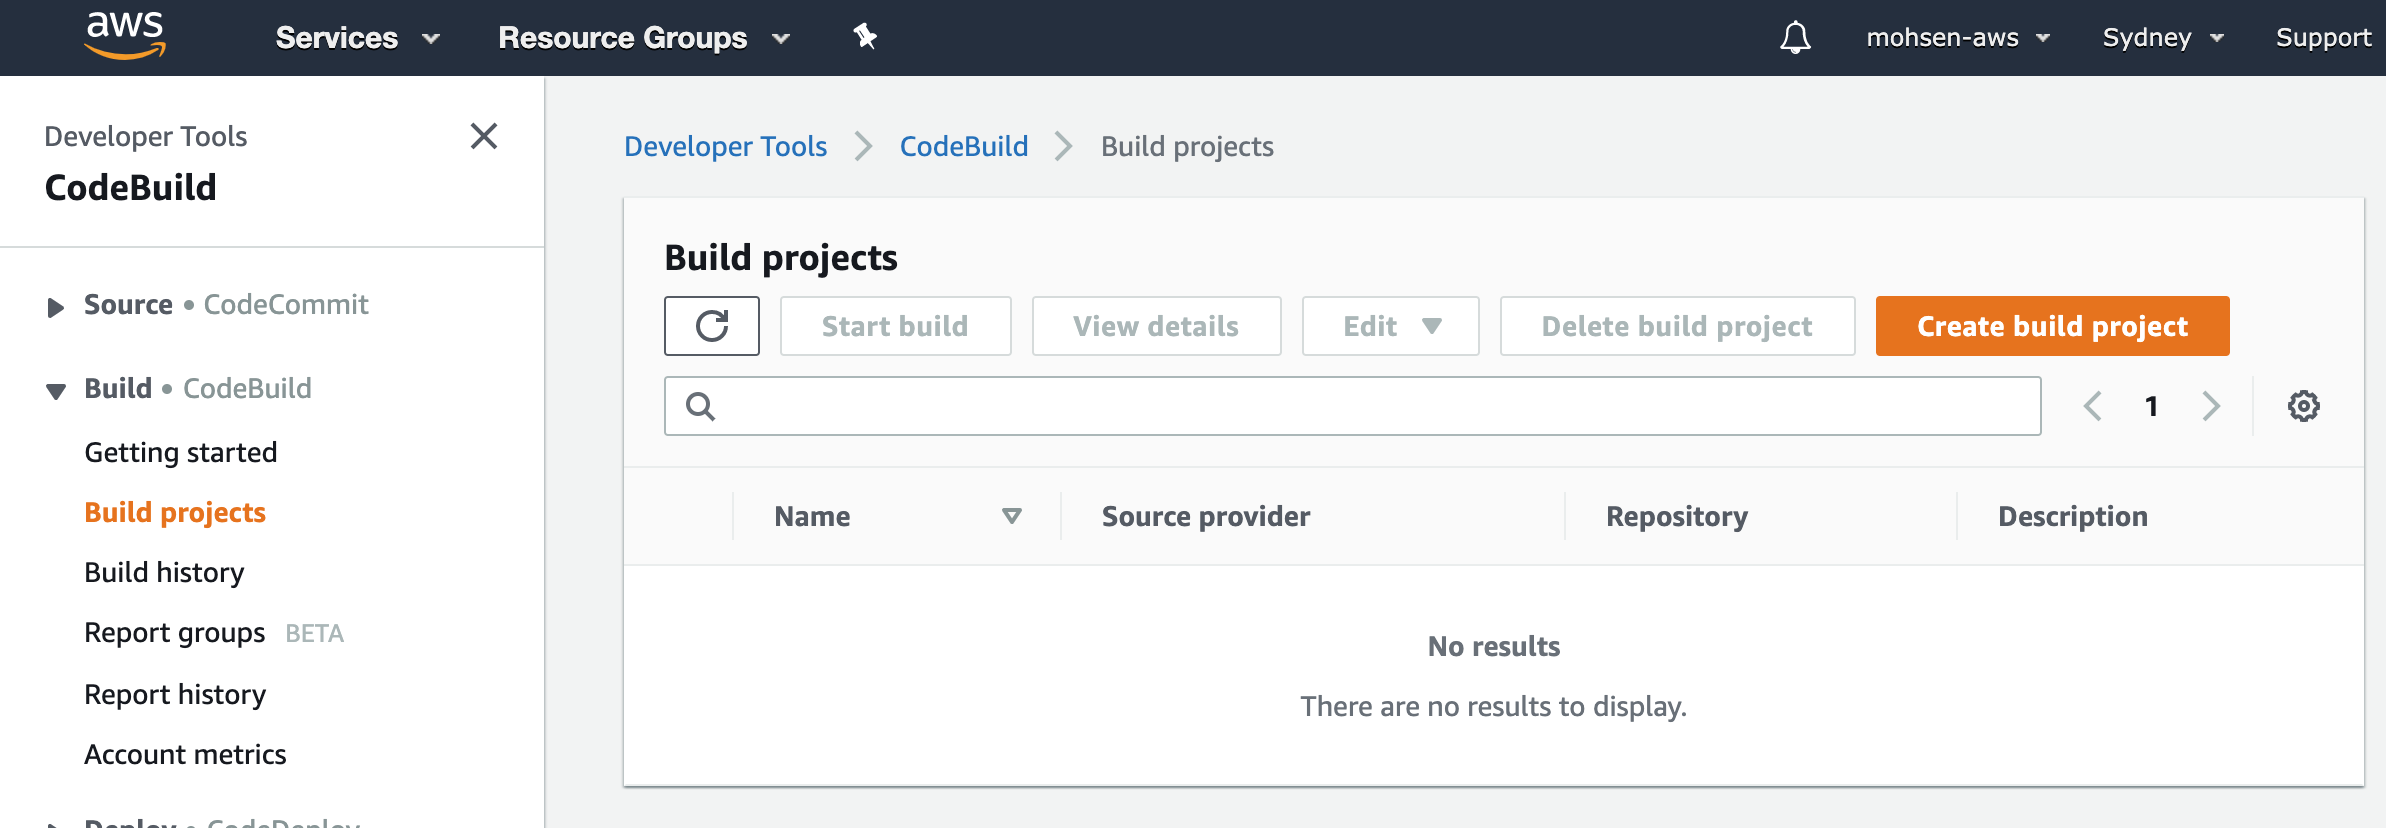 aws Services Resource Groups mohsen-aws Sydney Support
Developer Tools
CodeBuild
Source • CodeCommit
Build • CodeBuild
Getting started
Build projects
Build history
Report groups BETA
Report history
Account metrics
Deploy • CodeDeploy
Developer Tools > CodeBuild > Build projects
Build projects
Start build View details Edit Delete build project Create build project
1
Name Source provider Repository Description
No results
There are no results to display.